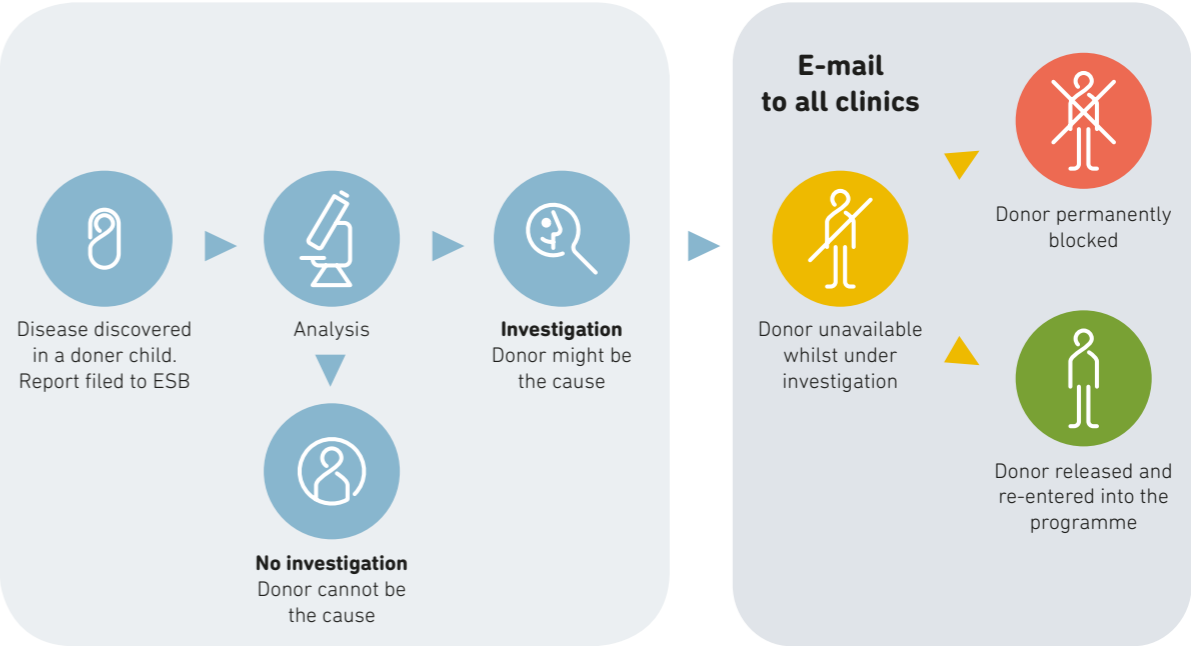 Disease discovered
in a doner child.
Report filed to ESB
Analysis
No investigation
Donor cannot be
the cause
Investigation
Donor might be
the cause
E-mail
to all clinics
Donor unavailable
whilst under
investigation
Donor permanently
blocked
Donor released and
re-entered into the
programme